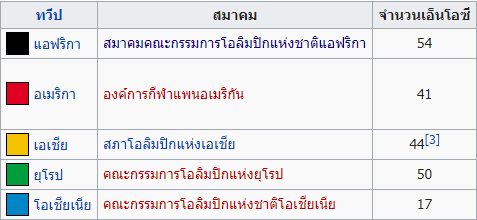 ทวีป สมาคม จำนวนเอ็นโอซี
แอฟริกา สมาคมคณะกรรมการโอลิมปิกแห่งชาติแอฟริกา 54
อเมริกา องค์การกีฬาแพนอเมริกัน 41
เอเชีย สภาโอลิมปิกแห่งเอเชีย 44[3]
ยุโรป คณะกรรมการโอลิมปิกแห่งยุโรป 50
โอเชียเนีย คณะกรรมการโอลิมปิกแห่งชาติโอเชียเนีย 17